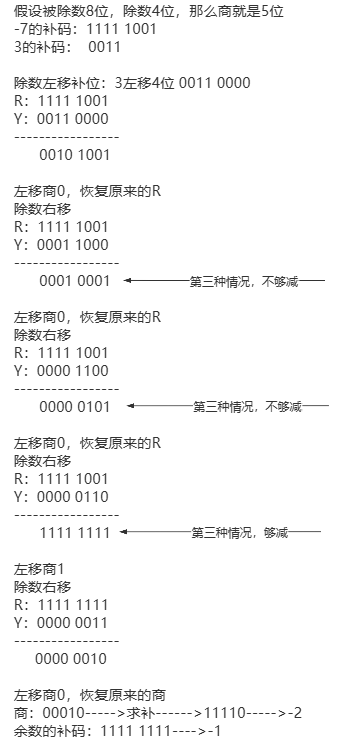 假设被除数8位，除数4位，那么商就是5位
-7的补码：1111 1001
3的补码： 0011
除数左移补位：3左移4位 0011 0000
R：1111 1001
Y：0011 0000
-----------------
0010 1001
左移商0，恢复原来的R
除数右移
R：1111 1001
Y：0001 1000
-----------------
0001 0001 ◄———第三种情况，不够减——
左移商0，恢复原来的R
除数右移
R：1111 1001
Y：0000 1100
-----------------
0000 0101 ◄———第三种情况，不够减——
左移商0，恢复原来的R
除数右移
R：1111 1001
Y：0000 0110
-----------------
1111 1111 ◄———第三种情况，够减——
左移商1
除数右移
R：1111 1111
Y：0000 0011
-----------------
0000 0010
左移商0，恢复原来的商
商：00010----->求补------>11110----->-2
余数的补码：1111 1111---->-1